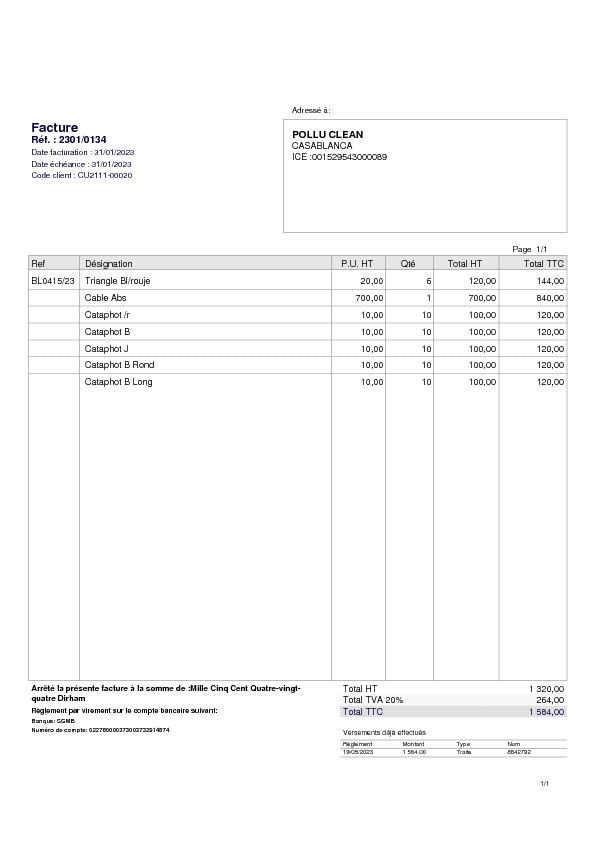 Adressé à:
Facture
Réf. : 2301/0134
Date facturation : 31/01/2023
Date échéance : 31/01/2023
Code client : CU2111-00020
POLLU CLEAN
CASABLANCA
ICE :001529543000089
Page 1/1
Ref Désignation P.U. HT Qté Total HT Total TTC
BL0415/23 Triangle Bl/rouje 20,00 6 120,00 144,00
Cable Abs 700,00 1 700,00 840,00
Cataphot /r 10,00 10 100,00 120,00
Cataphot B 10,00 10 100,00 120,00
Cataphot J 10,00 10 100,00 120,00
Cataphot B Rond 10,00 10 100,00 120,00
Cataphot B Long 10,00 10 100,00 120,00
Arrêté la présente facture à la somme de :Mille Cinq Cent Quatre-vingt-
quatre Dirham
Règlement par virement sur le compte bancaire suivant:
Banque: SGMB
Numéro de compte:
Total HT 1 320,00
Total TVA 20% 264,00
Total TTC 1 584,00
Versements déjà effectués
Règlement Montant Type Num
19/05/2023 1 584,00 Traite 8642792
1/1